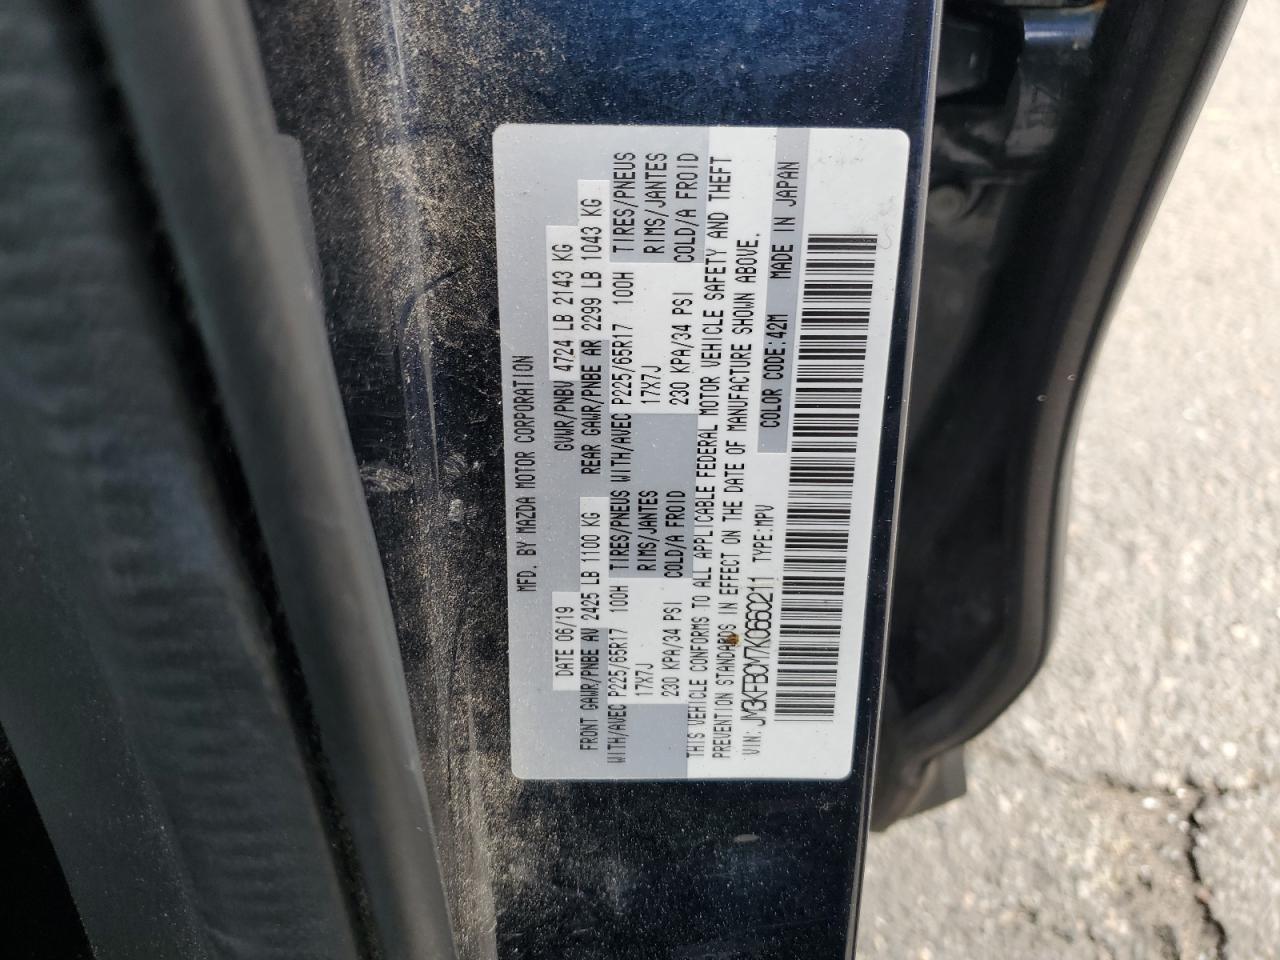 MFD. BY MAZDA MOTOR CORPORATION
DATE 06/19 GVWR/PNBV 4724 LB 2143 KG
FRONT GAWR/PNBE AV 2425 LB 1100 KG REAR GAWR/PNBE AR 2299 LB 1043 KG
WITH/AVEC P225/65R17 100H TIRES/PNEUS WITH/AVEC P225/65R17 100H TIRES/PNEUS
17X7J RIMS/JANTES 17X7J RIMS/JANTES
230 KPA/34 PSI COLD/A FROID 230 KPA/34 PSI COLD/A FROID
THIS VEHICLE CONFORMS TO ALL APPLICABLE FEDERAL MOTOR VEHICLE SAFETY AND THEFT
PREVENTION STANDARDS IN EFFECT ON THE DATE OF MANUFACTURE SHOWN ABOVE.
VIN: JM3KFBCM7K0660211 TYPE:MPV COLOR CODE:42M MADE IN JAPAN